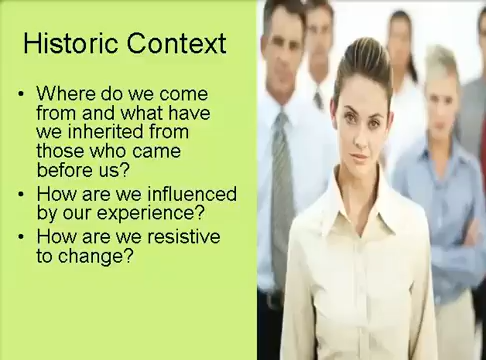 Historic Context
• Where do we come
from and what have
we inherited from
those who came
before us?
• How are we influenced
by our experience?
• How are we resistive
to change?